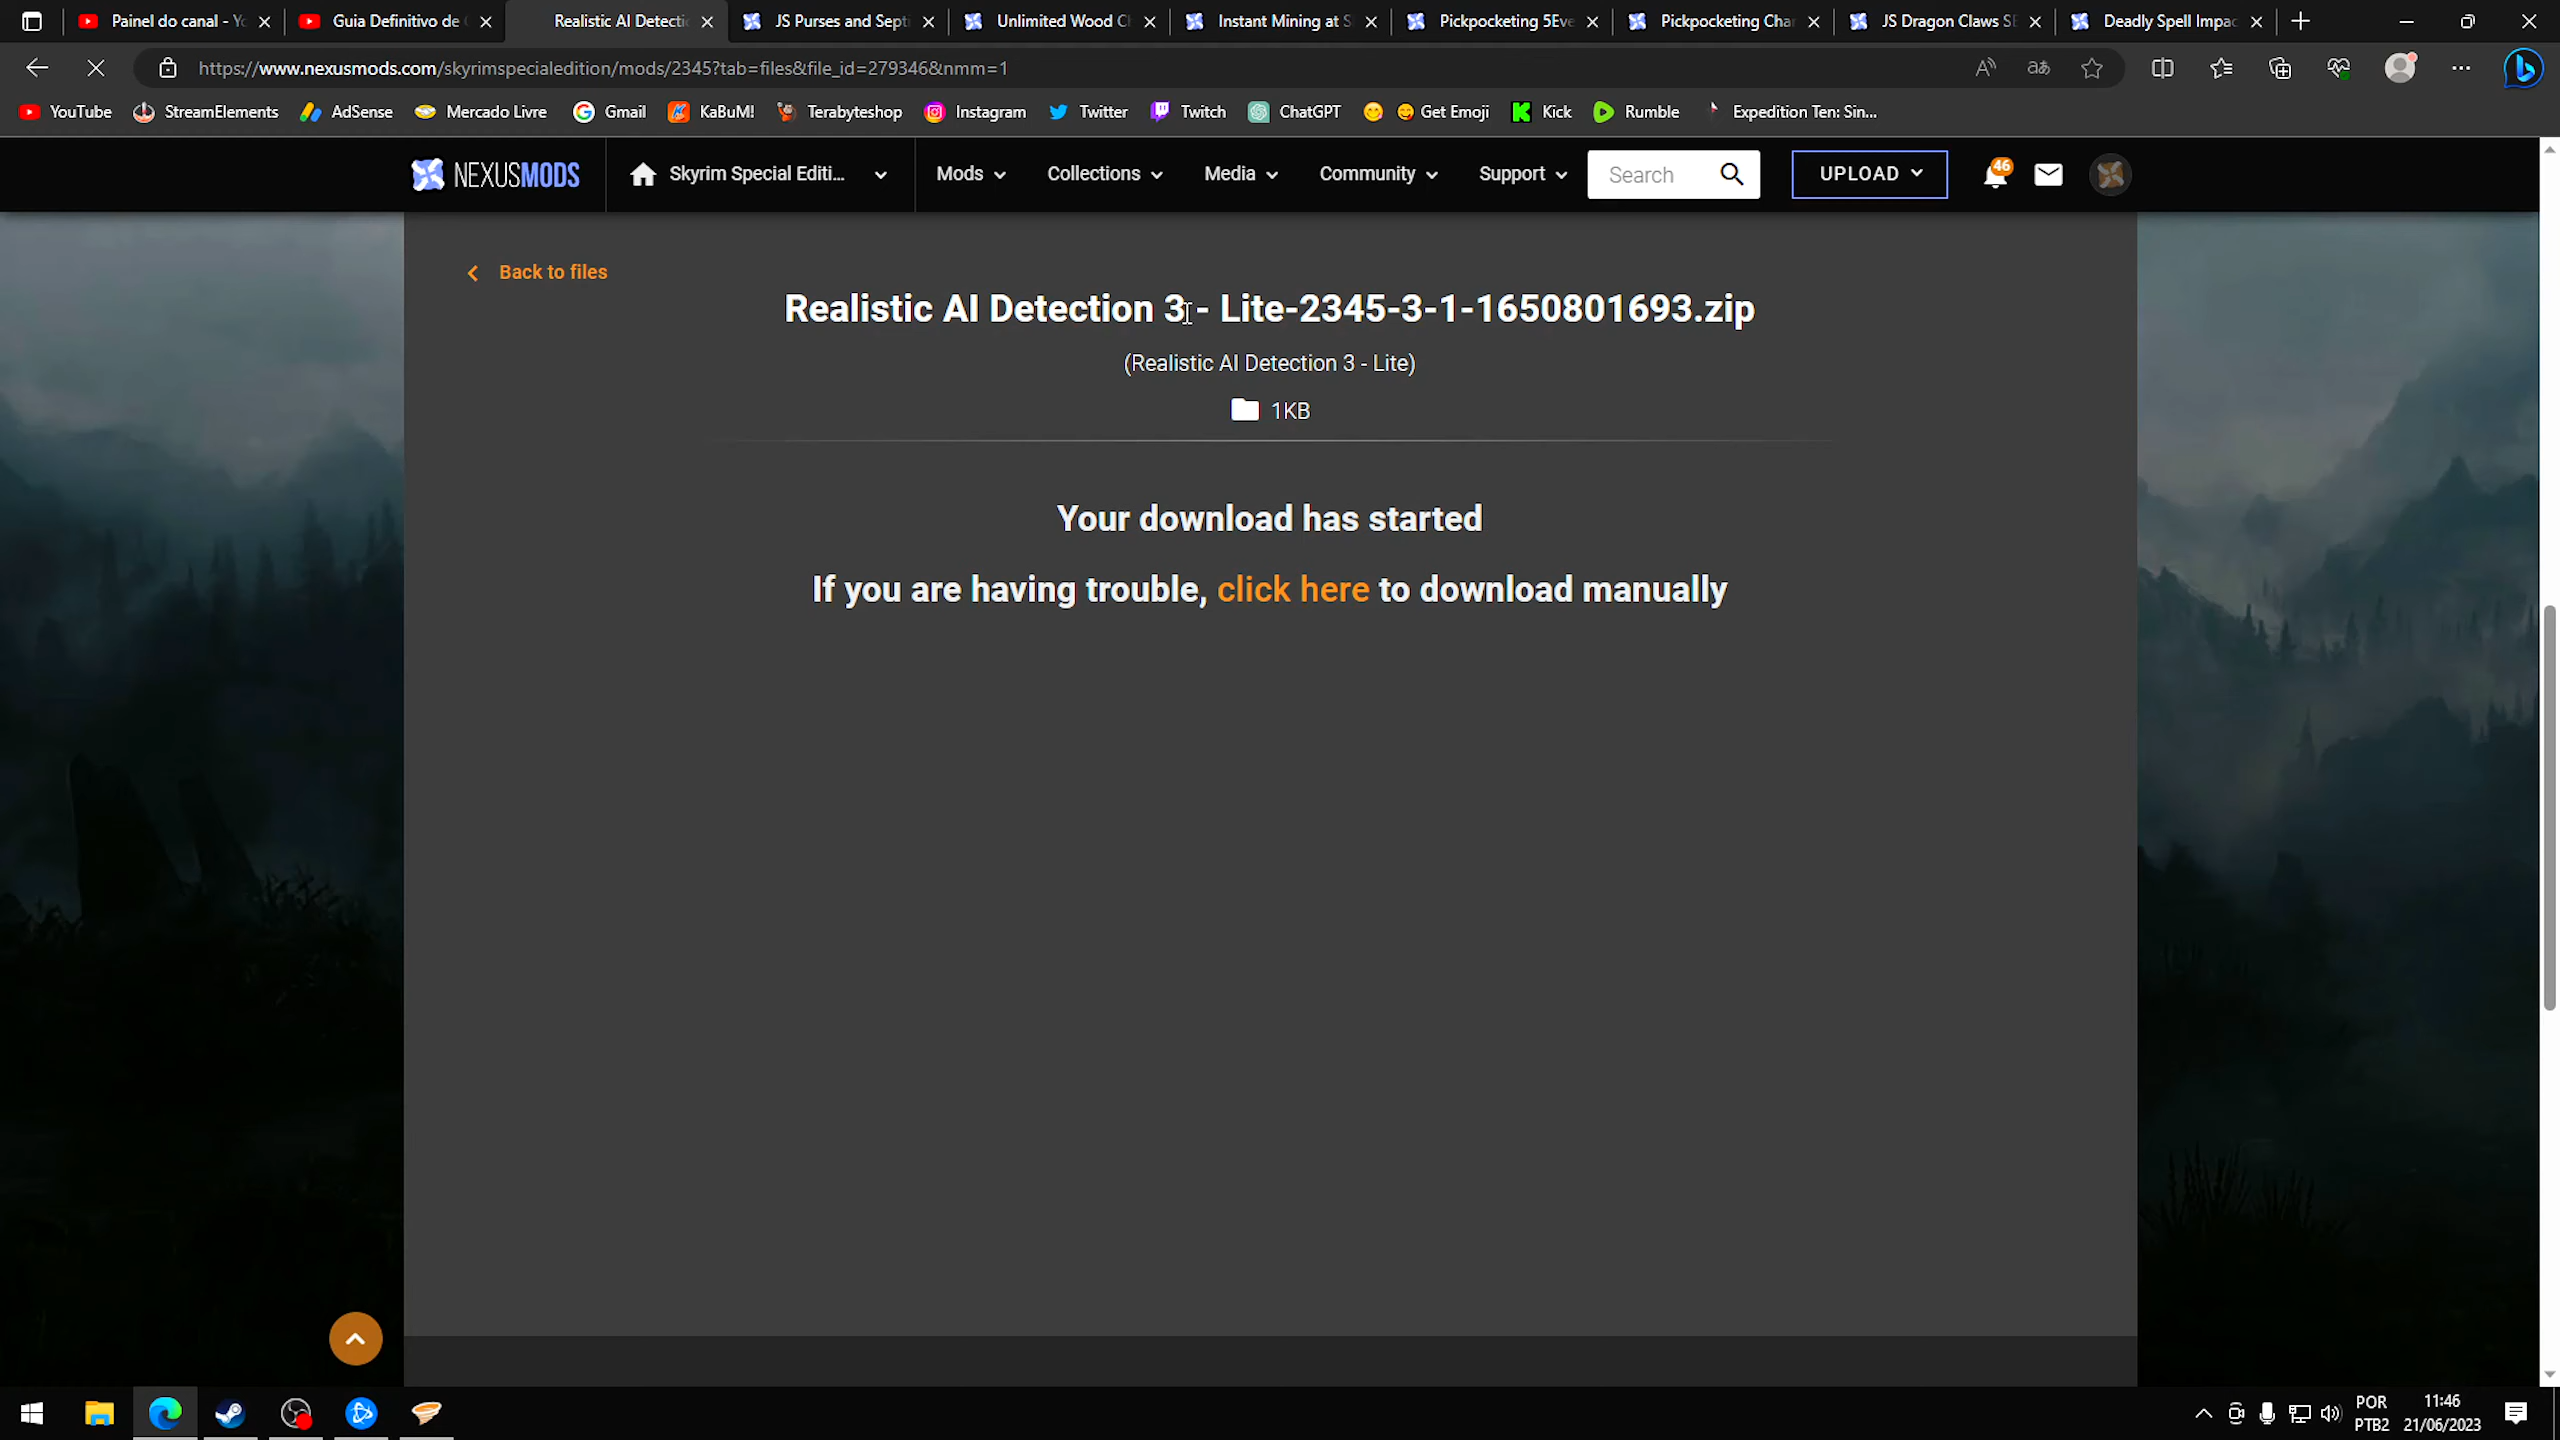 Painel do canal - Yo
Guia Definitivo de
Realistic AI Detecti
JS Purses and Sept
Unlimited Wood C
Instant Mining at S
Pickpocketing 5Eve
Pickpocketing Char
JS Dragon Claws SE
Deadly Spell Impac
https://www.nexusmods.com/skyrimspecialedition/mods/2345?tab=files&file_id=279346&nmm=1
YouTube
StreamElements
AdSense
Mercado Livre
Gmail
KaBuM!
Terabyteshop
Instagram
Twitter
Twitch
ChatGPT
Get Emoji
Kick
Rumble
Expedition Ten: Sin...
NEXUSMODS
Skyrim Special Editi...
Mods
Collections
Media
Community
Support
Search
UPLOAD
46
Back to files
Realistic AI Detection 3 - Lite-2345-3-1-1650801693.zip
(Realistic AI Detection 3 - Lite)
1KB
Your download has started
If you are having trouble, click here to download manually
POR
PTB2
11:46
21/06/2023